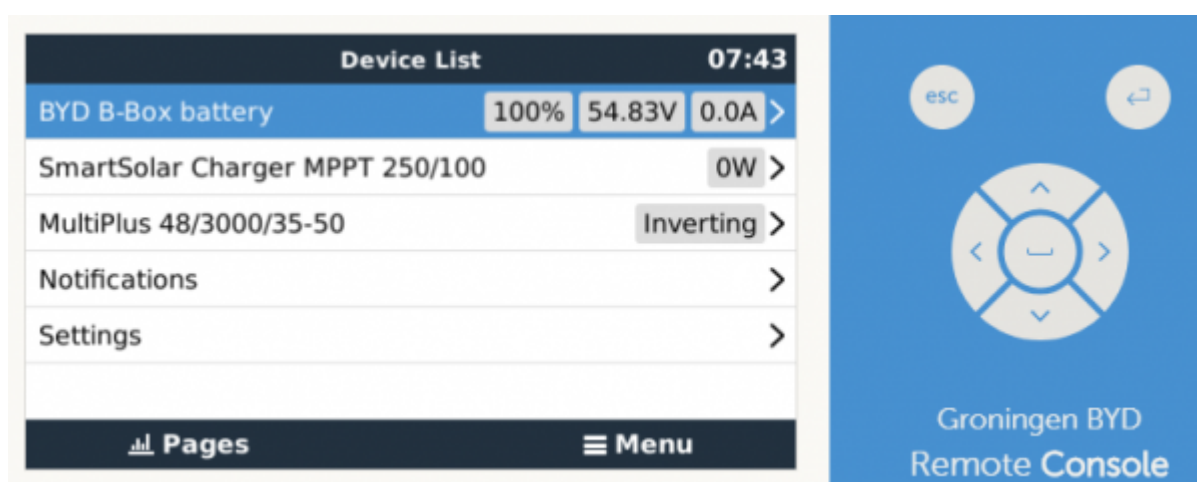 Device List 07:43
BYD B-Box battery 100% 54.83V 0.0A
SmartSolar Charger MPPT 250/100 0W
MultiPlus 48/3000/35-50 Inverting
Notifications
Settings
Pages Menu
esc
Groningen BYD
Remote Console